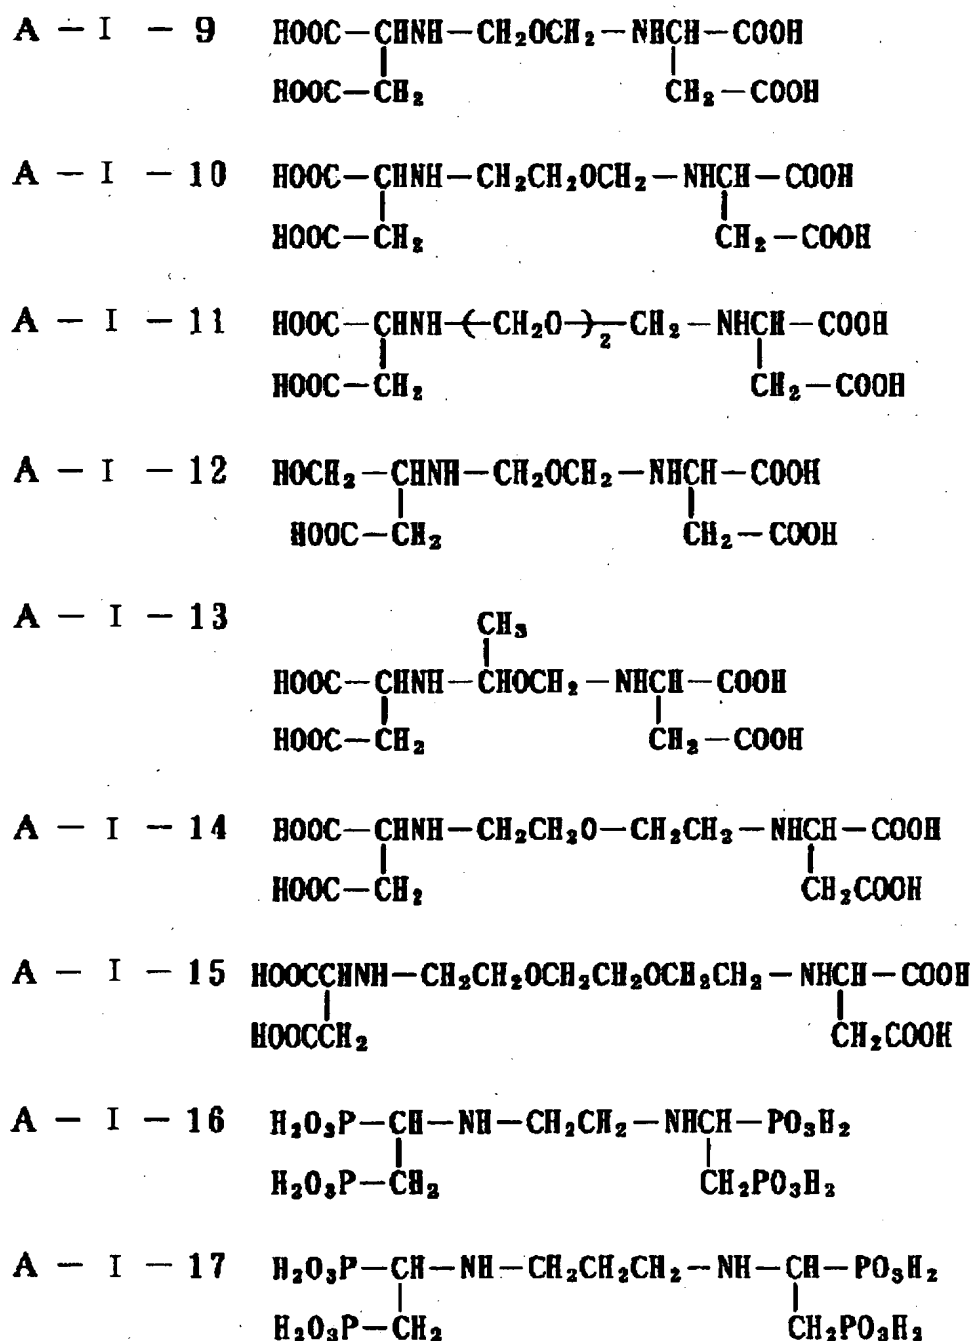 A - I - 9 HOOC-CHNH-CH₂OCH₂-NHCH-COOH
HOOC-CH₂ CH₂-COOH
A - I - 10 HOOC-CHNH-CH₂CH₂OCH₂-NHCH-COOH
HOOC-CH₂ CH₂-COOH
A - I - 11 HOOC-CHNH-(CH₂O)₂-CH₂-NHCH-COOH
HOOC-CH₂ CH₂-COOH
A - I - 12 HOCH₂-CHNH-CH₂OCH₂-NHCH-COOH
HOOC-CH₂ CH₂-COOH
A - I - 13
CH₃
HOOC-CHNH-CHOCH₂-NHCH-COOH
HOOC-CH₂ CH₂-COOH
A - I - 14 HOOC-CHNH-CH₂CH₂O-CH₂CH₂-NHCH-COOH
HOOC-CH₂ CH₂COOH
A - I - 15 HOOCCHNH-CH₂CH₂OCH₂CH₂OCH₂CH₂-NHCH-COOH
HOOCCH₂ CH₂COOH
A - I - 16 H₂O₃P-CH-NH-CH₂CH₂-NHCH-PO₃H₂
H₂O₃P-CH₂ CH₂PO₃H₂
A - I - 17 H₂O₃P-CH-NH-CH₂CH₂CH₂-NH-CH-PO₃H₂
H₂O₃P-CH₂ CH₂PO₃H₂